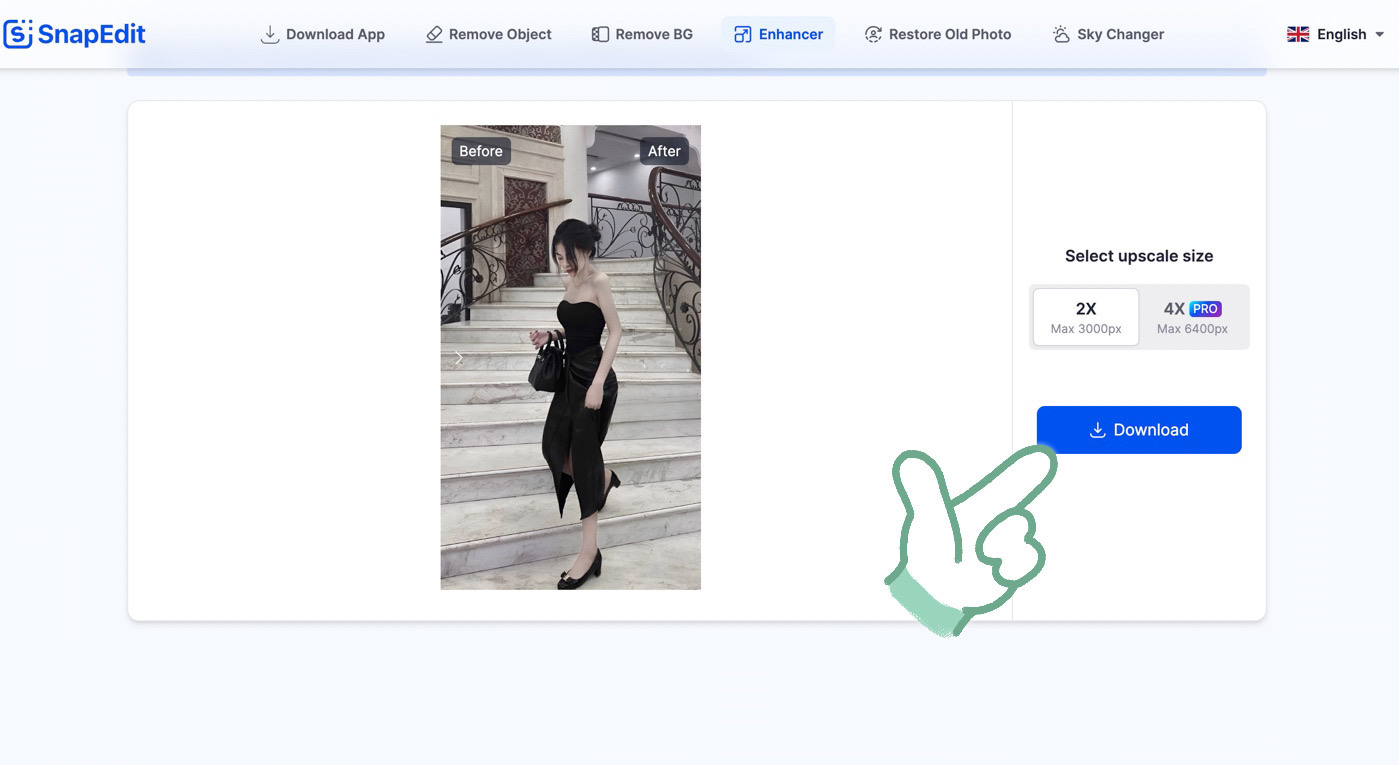 SnapEdit
Download App
Remove Object
Remove BG
Enhancer
Restore Old Photo
Sky Changer
English
Before
After
Select upscale size
2X
Max 3000px
4X PRO
Max 6400px
Download